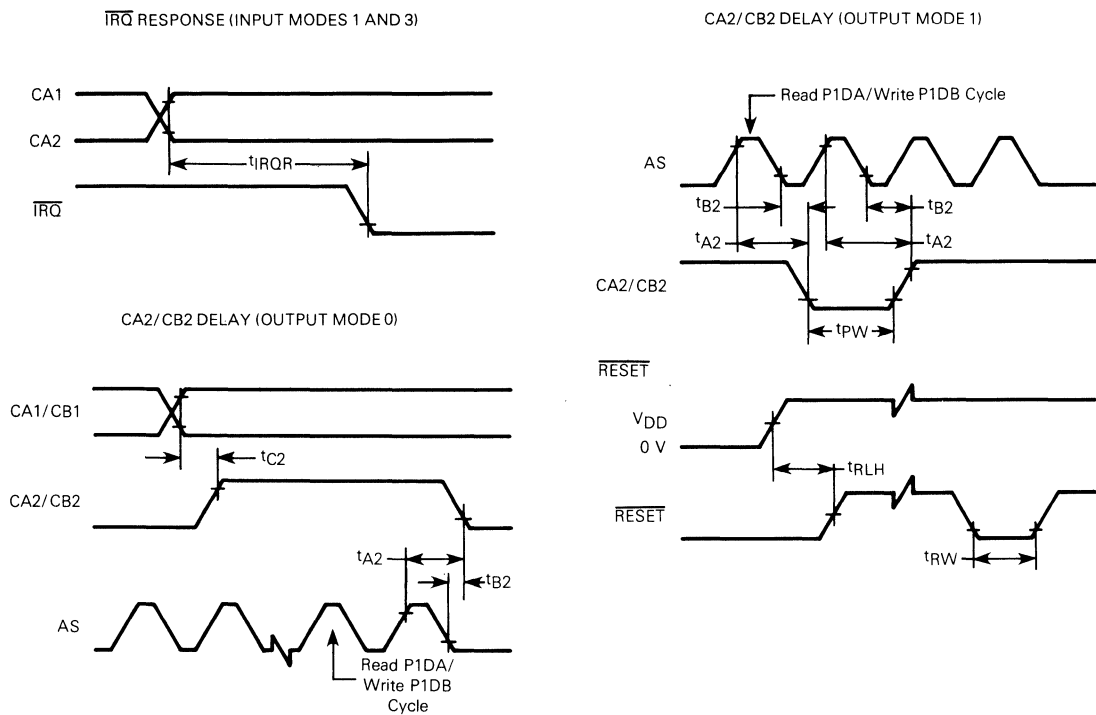 IRQ RESPONSE (INPUT MODES 1 AND 3)
CA1
CA2
tIRQR
IRQ
CA2/CB2 DELAY (OUTPUT MODE 0)
CA1/CB1
tC2
CA2/CB2
tA2
tB2
AS
Read P1DA/
Write P1DB
Cycle
CA2/CB2 DELAY (OUTPUT MODE 1)
Read P1DA/Write P1DB Cycle
AS
tB2
tB2
tA2
tA2
CA2/CB2
tPW
RESET
VDD
0 V
tRLH
RESET
tRW